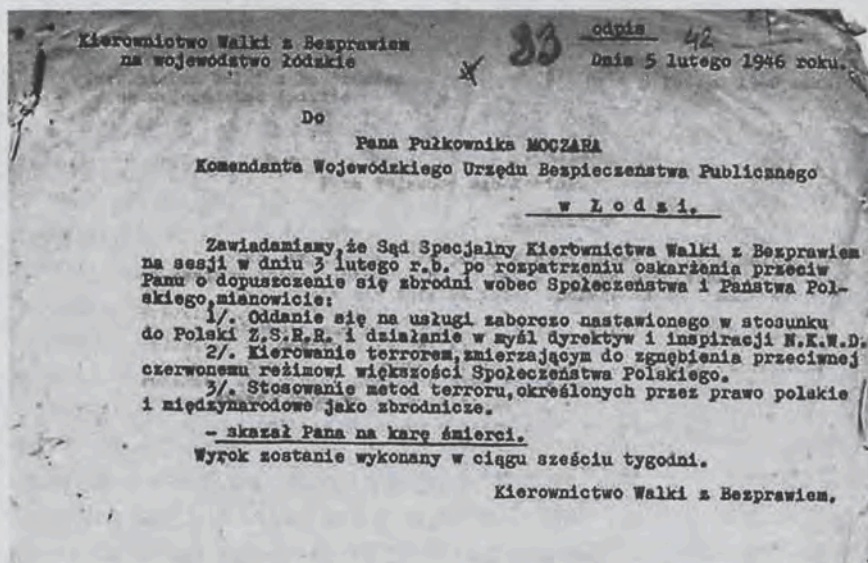 odpis
Kierownictwo Walki z Bezprawiem
na województwo łódzkie
83
42
Dnia 5 lutego 1946 roku.
Do
Pana Pułkownika MOCZARA
Komendanta Wojewódzkiego Urzędu Bezpieczeństwa Publicznego
w Łodzi.
Zawiadamiamy,że Sąd Specjalny Kierownictwa Walki z Bezprawiem
na sesji w dniu 3 lutego r.b. po rozpatrzeniu oskarżenia przeciw
Panu o dopuszczenie się zbrodni wobec Społeczeństwa i Państwa Pol-
skiego,mianowicie:
1/. Oddanie się na usługi zaborczo nastawionego w stosunku
do Polski Z.S.R.R. i działanie w myśl dyrektyw i inspiracji N.K.W.D.
2/. Kierowanie terrorem,zmierzającym do zgnębienia przeciwnej
czerwonemu reżimowi większości Społeczeństwa Polskiego.
3/. Stosowanie metod terroru,określonych przez prawo polskie
i międzynarodowe jako zbrodnicze.
- skazał Pana na karę śmierci.
Wyrok zostanie wykonany w ciągu sześciu tygodni.
Kierownictwo Walki z Bezprawiem.